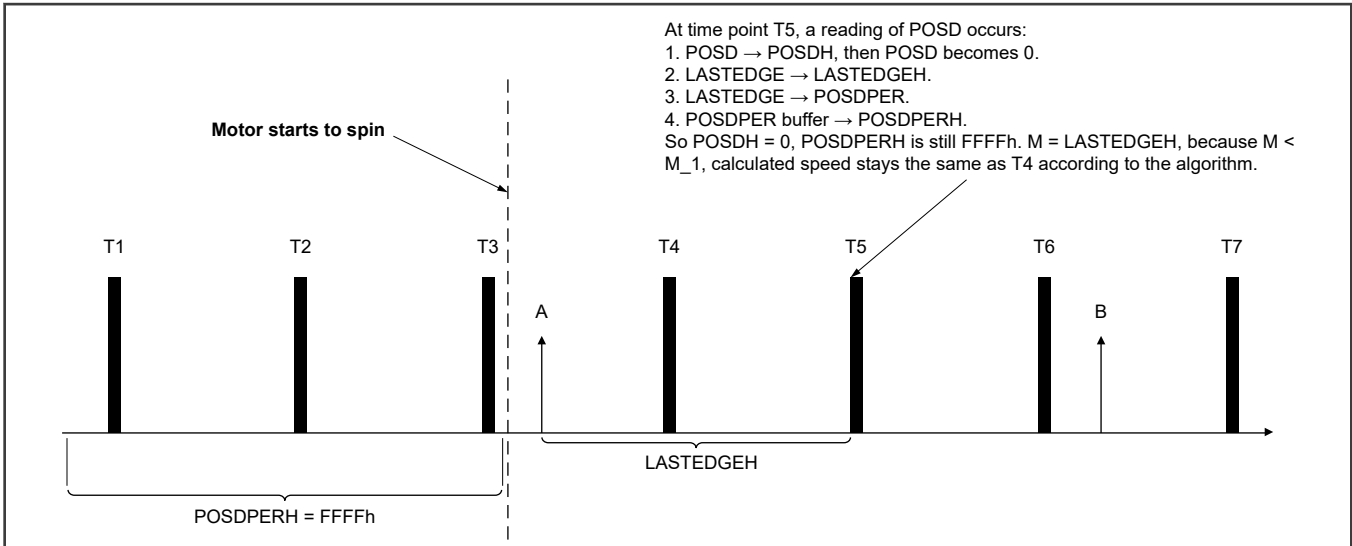 At time point T5, a reading of POSD occurs:
1. POSD → POSDH, then POSD becomes 0.
2. LASTEDGE → LASTEDGEH.
3. LASTEDGE → POSDPER.
4. POSDPER buffer → POSDPERH.
So POSDH = 0, POSDPERH is still FFFFh. M = LASTEDGEH, because M <
M_1, calculated speed stays the same as T4 according to the algorithm.
Motor starts to spin
T1 T2 T3 T4 T5 T6 T7
A B
LASTEDGEH
POSDPERH = FFFFh